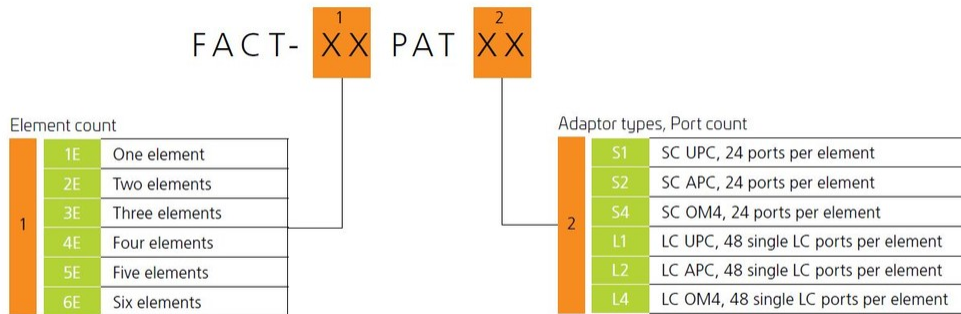 1 2
FACT- XX PAT XX
Element count
1
1E One element
2E Two elements
3E Three elements
4E Four elements
5E Five elements
6E Six elements
Adaptor types, Port count
2
S1 SC UPC, 24 ports per element
S2 SC APC, 24 ports per element
S4 SC OM4, 24 ports per element
L1 LC UPC, 48 single LC ports per element
L2 LC APC, 48 single LC ports per element
L4 LC OM4, 48 single LC ports per element